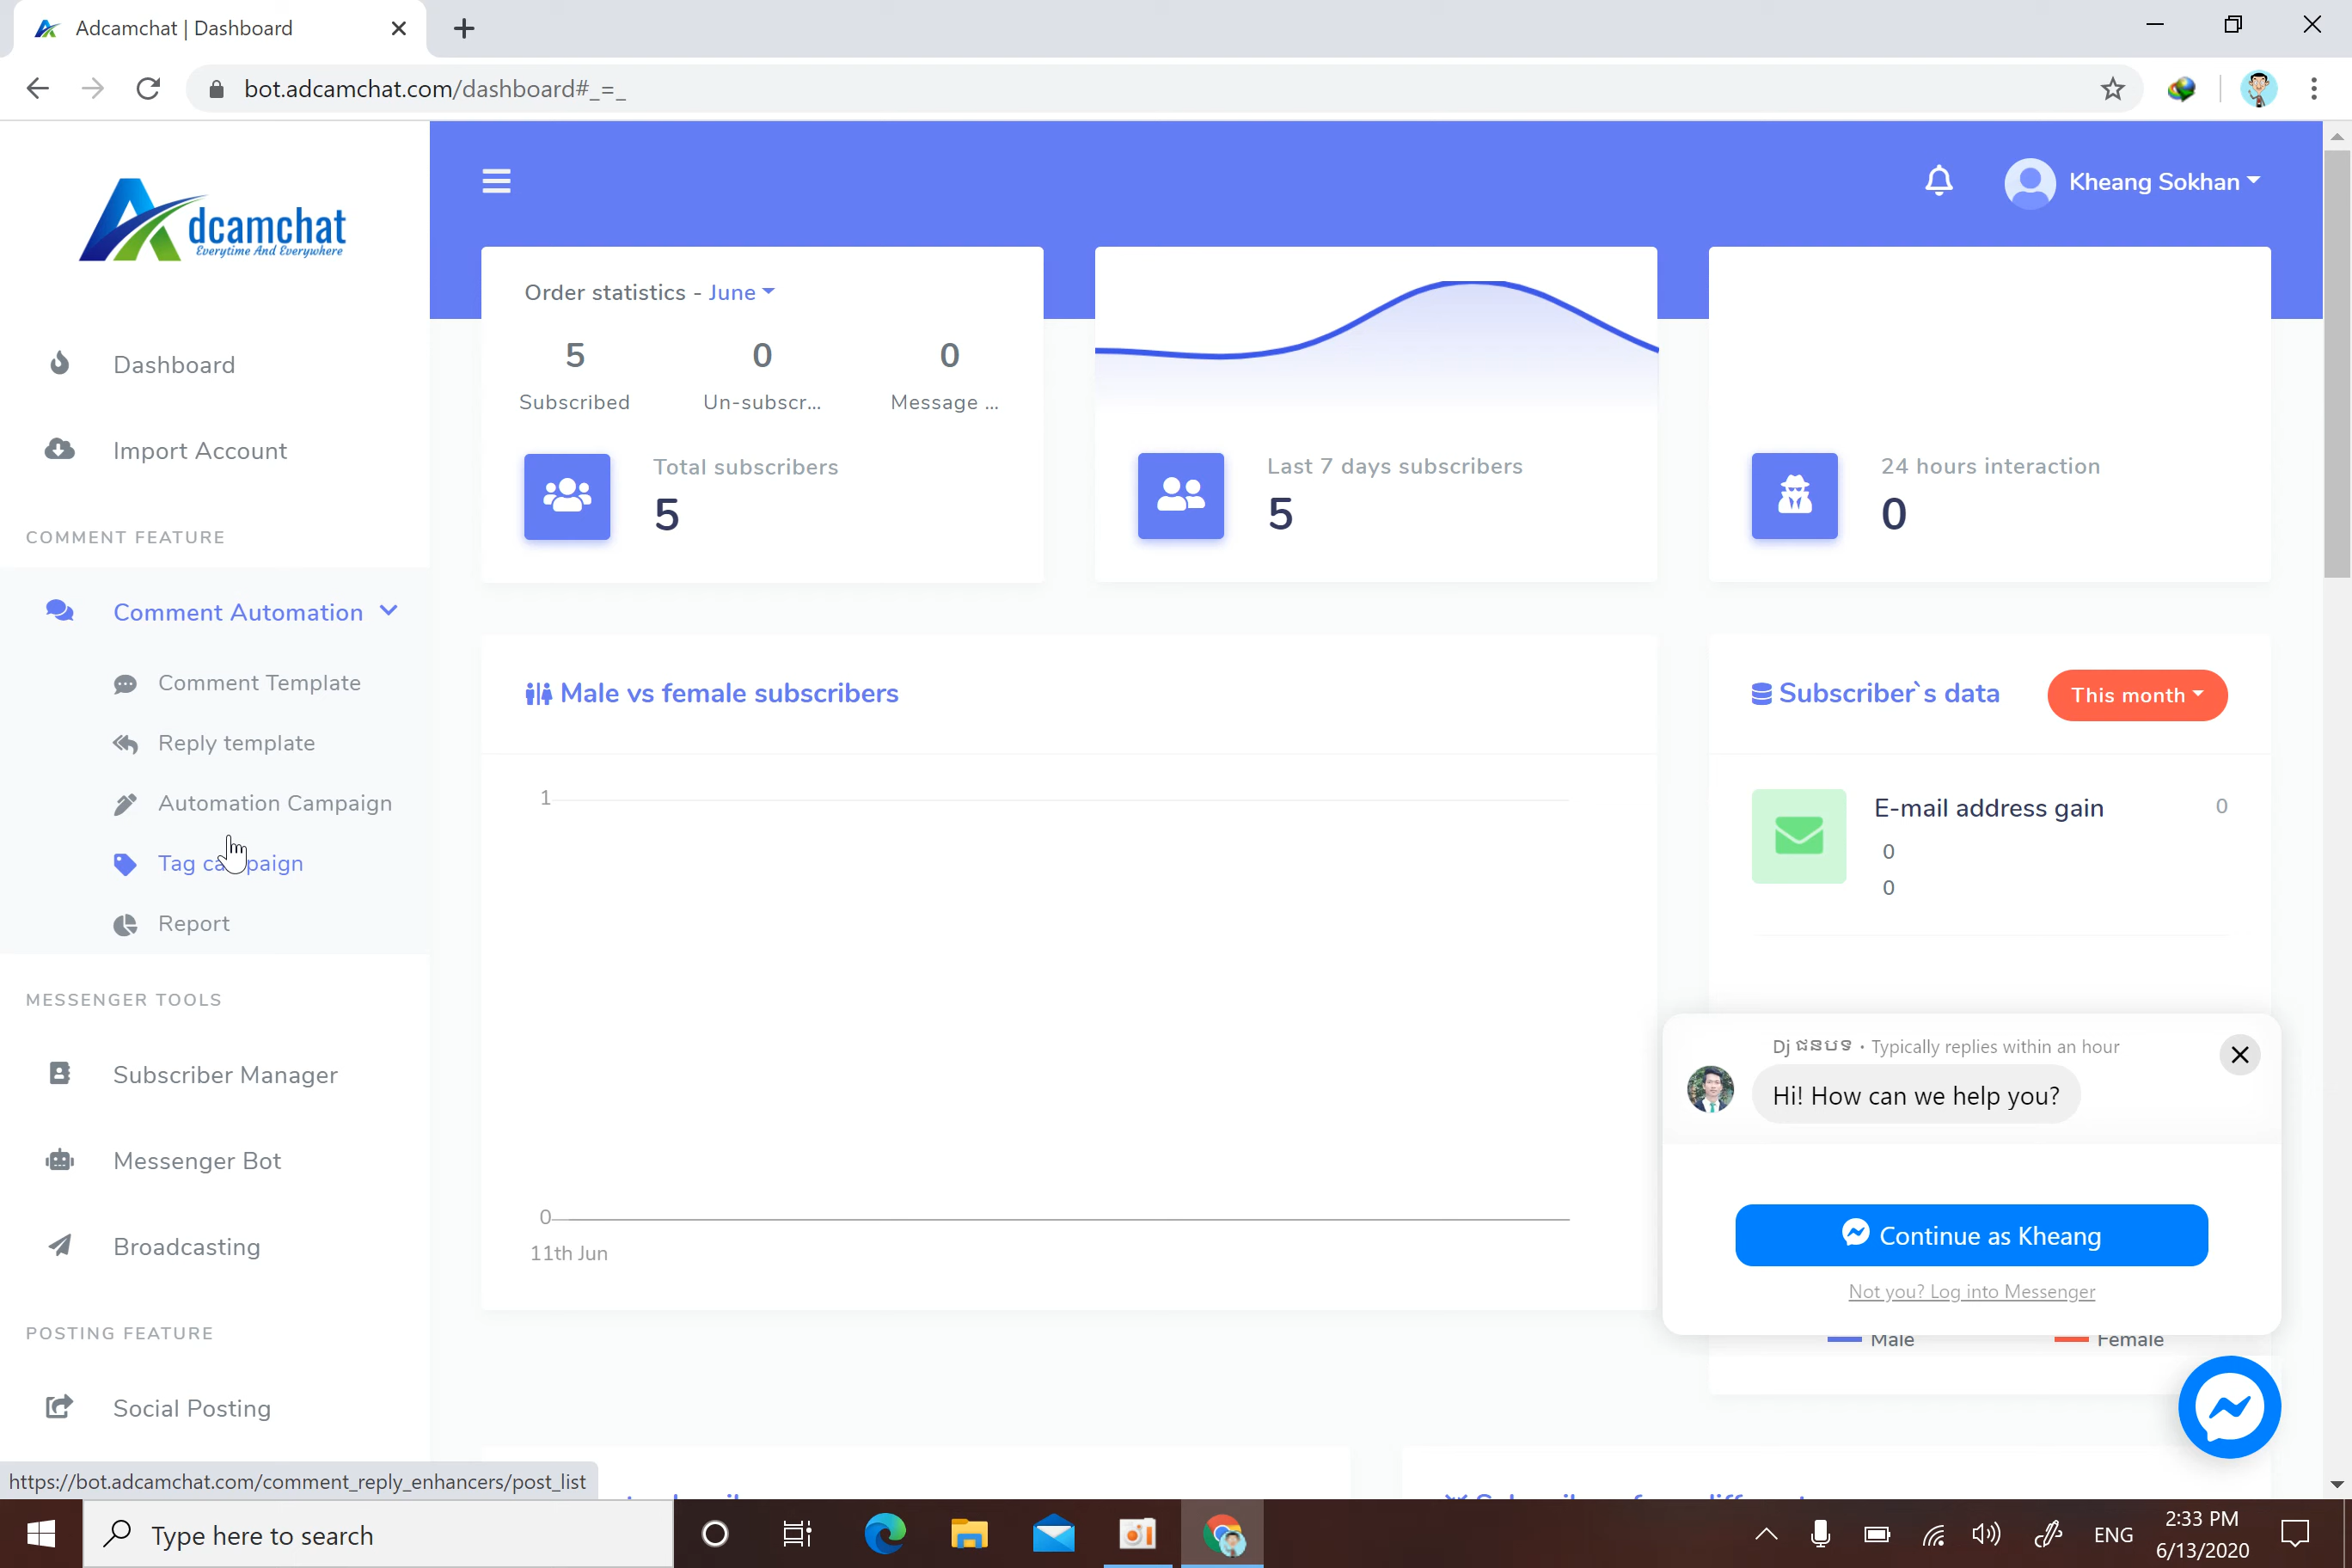 Adcamchat | Dashboard
bot.adcamchat.com/dashboard#_=_
Adcamchat
Everytime And Everywhere
Kheang Sokhan
Dashboard
Import Account
COMMENT FEATURE
Comment Automation
Comment Template
Reply template
Automation Campaign
Tag campaign
Report
MESSENGER TOOLS
Subscriber Manager
Messenger Bot
Broadcasting
POSTING FEATURE
Social Posting
https://bot.adcamchat.com/comment_reply_enhancers/post_list
Order statistics - June
5 0 0
Subscribed Un-subscr... Message ...
Total subscribers
5
Last 7 days subscribers
5
24 hours interaction
0
Male vs female subscribers
1
0
11th Jun
Subscriber`s data This month
E-mail address gain 0
0
0
Dj ជនបទ · Typically replies within an hour
Hi! How can we help you?
Continue as Kheang
Not you? Log into Messenger
Male Female
Type here to search
ENG
2:33 PM
6/13/2020